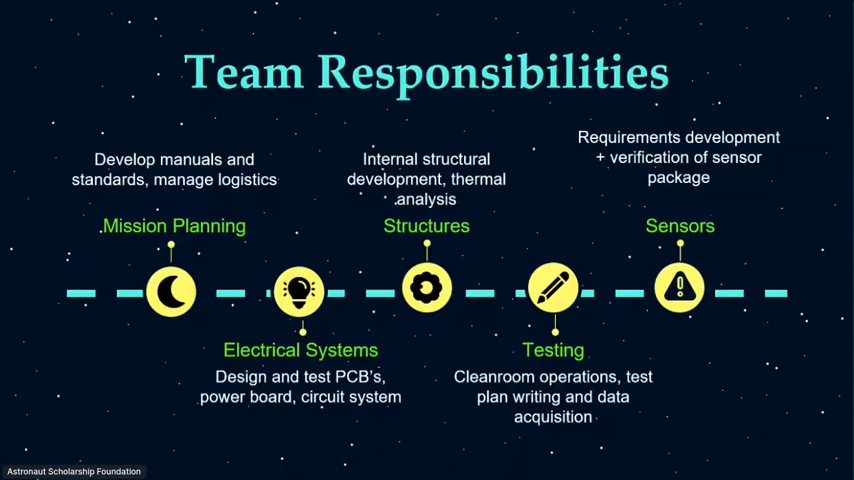 Team Responsibilities
Develop manuals and
standards, manage logistics
Mission Planning
Internal structural
development, thermal
analysis
Structures
Requirements development
+ verification of sensor
package
Sensors
Electrical Systems
Design and test PCB's,
power board, circuit system
Testing
Cleanroom operations, test
plan writing and data
acquisition
Astronaut Scholarship Foundation